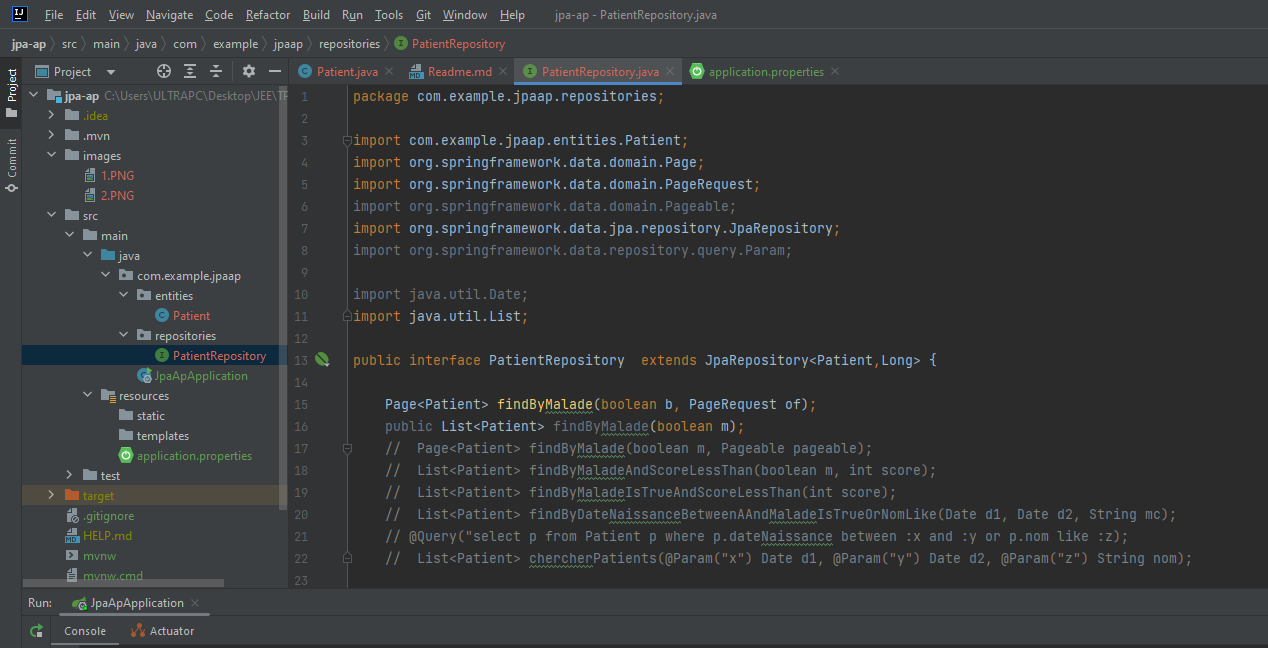 File Edit View Navigate Code Refactor Build Run Tools Git Window Help jpa-ap - PatientRepository.java
jpa-ap src main java com example jpaap repositories PatientRepository
Project
Commit
Project
jpa-ap C:\Users\ULTRAPC\Desktop\JEE\TP
.idea
.mvn
images
1.PNG
2.PNG
src
main
java
com.example.jpaap
entities
Patient
repositories
PatientRepository
JpaApApplication
resources
static
templates
application.properties
test
target
.gitignore
HELP.md
mvnw
mvnw.cmd
Patient.java Readme.md PatientRepository.java application.properties
1 package com.example.jpaap.repositories;
2
3 import com.example.jpaap.entities.Patient;
4 import org.springframework.data.domain.Page;
5 import org.springframework.data.domain.PageRequest;
6 import org.springframework.data.domain.Pageable;
7 import org.springframework.data.jpa.repository.JpaRepository;
8 import org.springframework.data.repository.query.Param;
9
10 import java.util.Date;
11 import java.util.List;
12
13 public interface PatientRepository  extends JpaRepository<Patient,Long> {
14
15 Page<Patient> findByMalade(boolean b, PageRequest of);
16 public List<Patient> findByMalade(boolean m);
17 //  Page<Patient> findByMalade(boolean m, Pageable pageable);
18 //  List<Patient> findByMaladeAndScoreLessThan(boolean m, int score);
19 //  List<Patient> findByMaladeIsTrueAndScoreLessThan(int score);
20 //  List<Patient> findByDateNaissanceBetweenAAndMaladeIsTrueOrNomLike(Date d1, Date d2, String mc);
21 // @Query("select p from Patient p where p.dateNaissance between :x and :y or p.nom like :z);
22 //  List<Patient> chercherPatients(@Param("x") Date d1, @Param("y") Date d2, @Param("z") String nom);
23
Run: JpaApApplication
Console Actuator